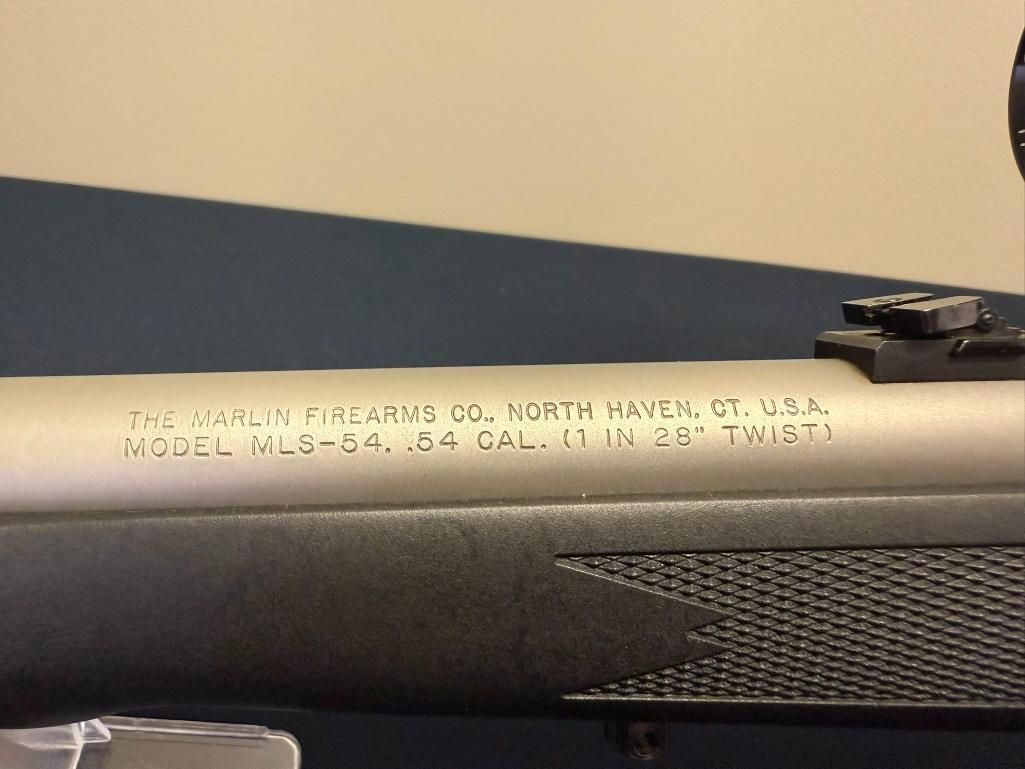 THE MARLIN FIREARMS CO., NORTH HAVEN, CT. U.S.A.
MODEL MLS-54, .54 CAL. (1 IN 28" TWIST)